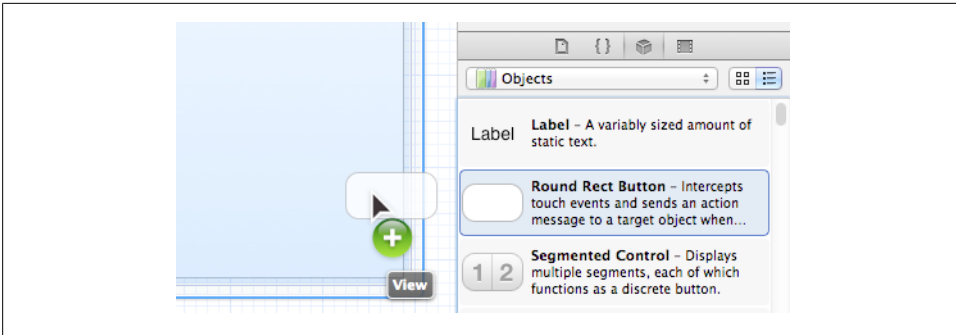 { }
Objects
Label
Label – A variably sized amount of
static text.
Round Rect Button – Intercepts
touch events and sends an action
message to a target object when...
1 2
Segmented Control – Displays
multiple segments, each of which
functions as a discrete button.
View